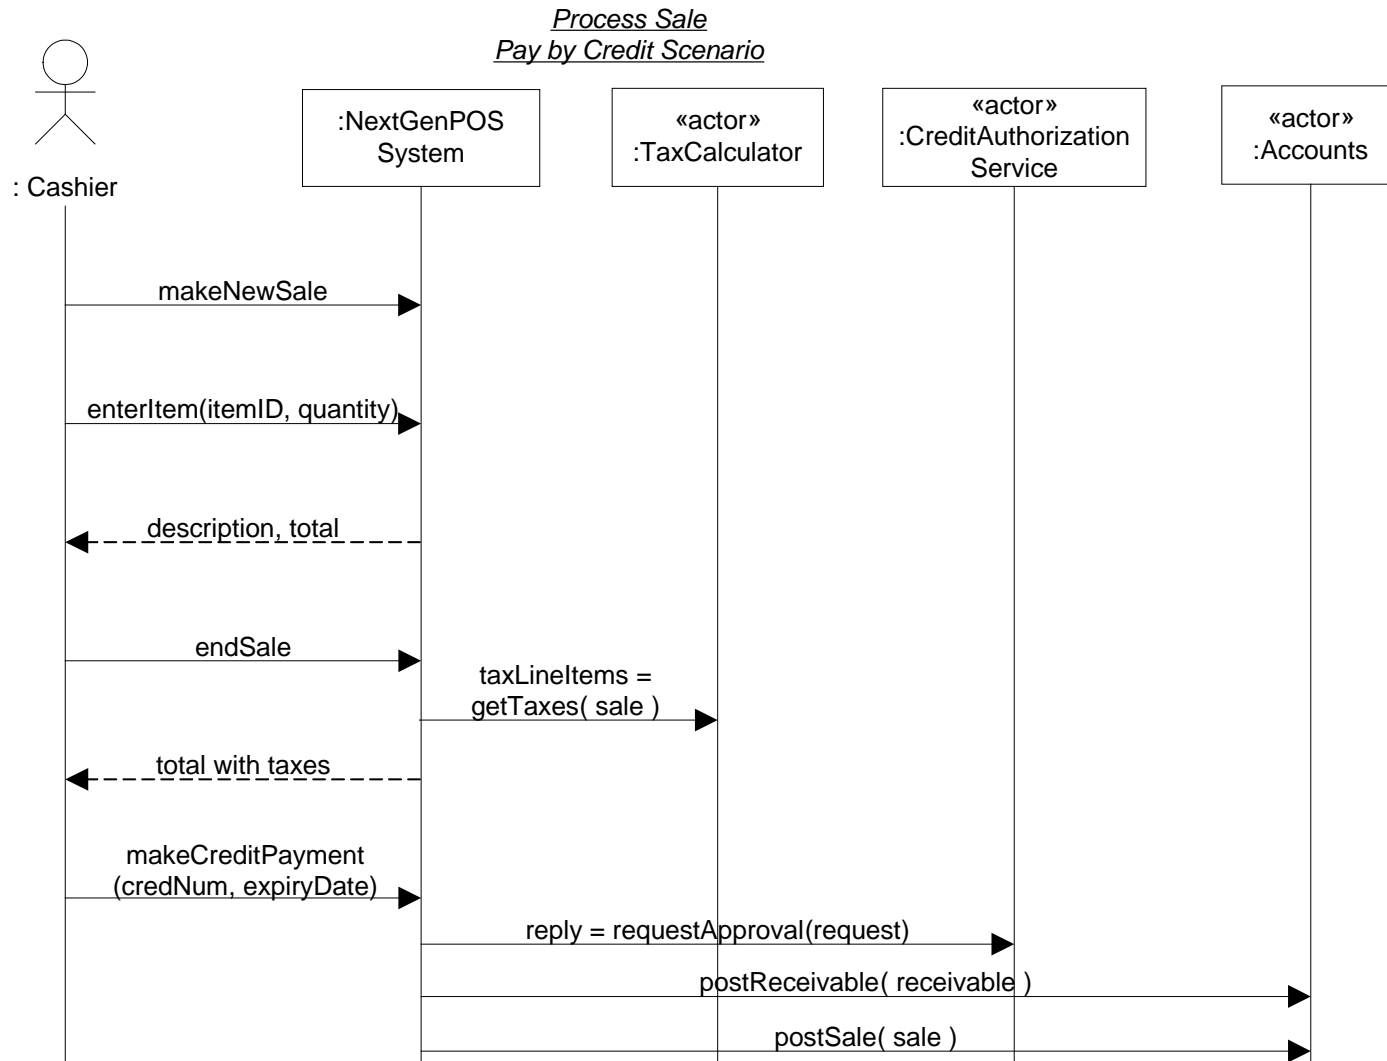 Process Sale
Pay by Credit Scenario
: Cashier
:NextGenPOS
System
«actor»
:TaxCalculator
«actor»
:CreditAuthorization
Service
«actor»
:Accounts
makeNewSale
enterItem(itemID, quantity)
description, total
endSale
taxLineItems =
getTaxes( sale )
total with taxes
makeCreditPayment
(credNum, expiryDate)
reply = requestApproval(request)
postReceivable( receivable )
postSale( sale )